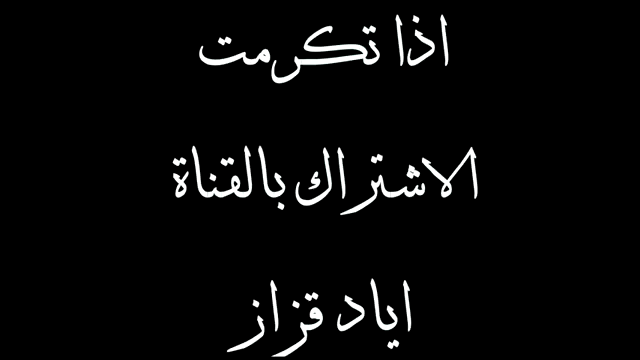 اذا تكرمت
الاشتراك بالقناة
اياد قزاز